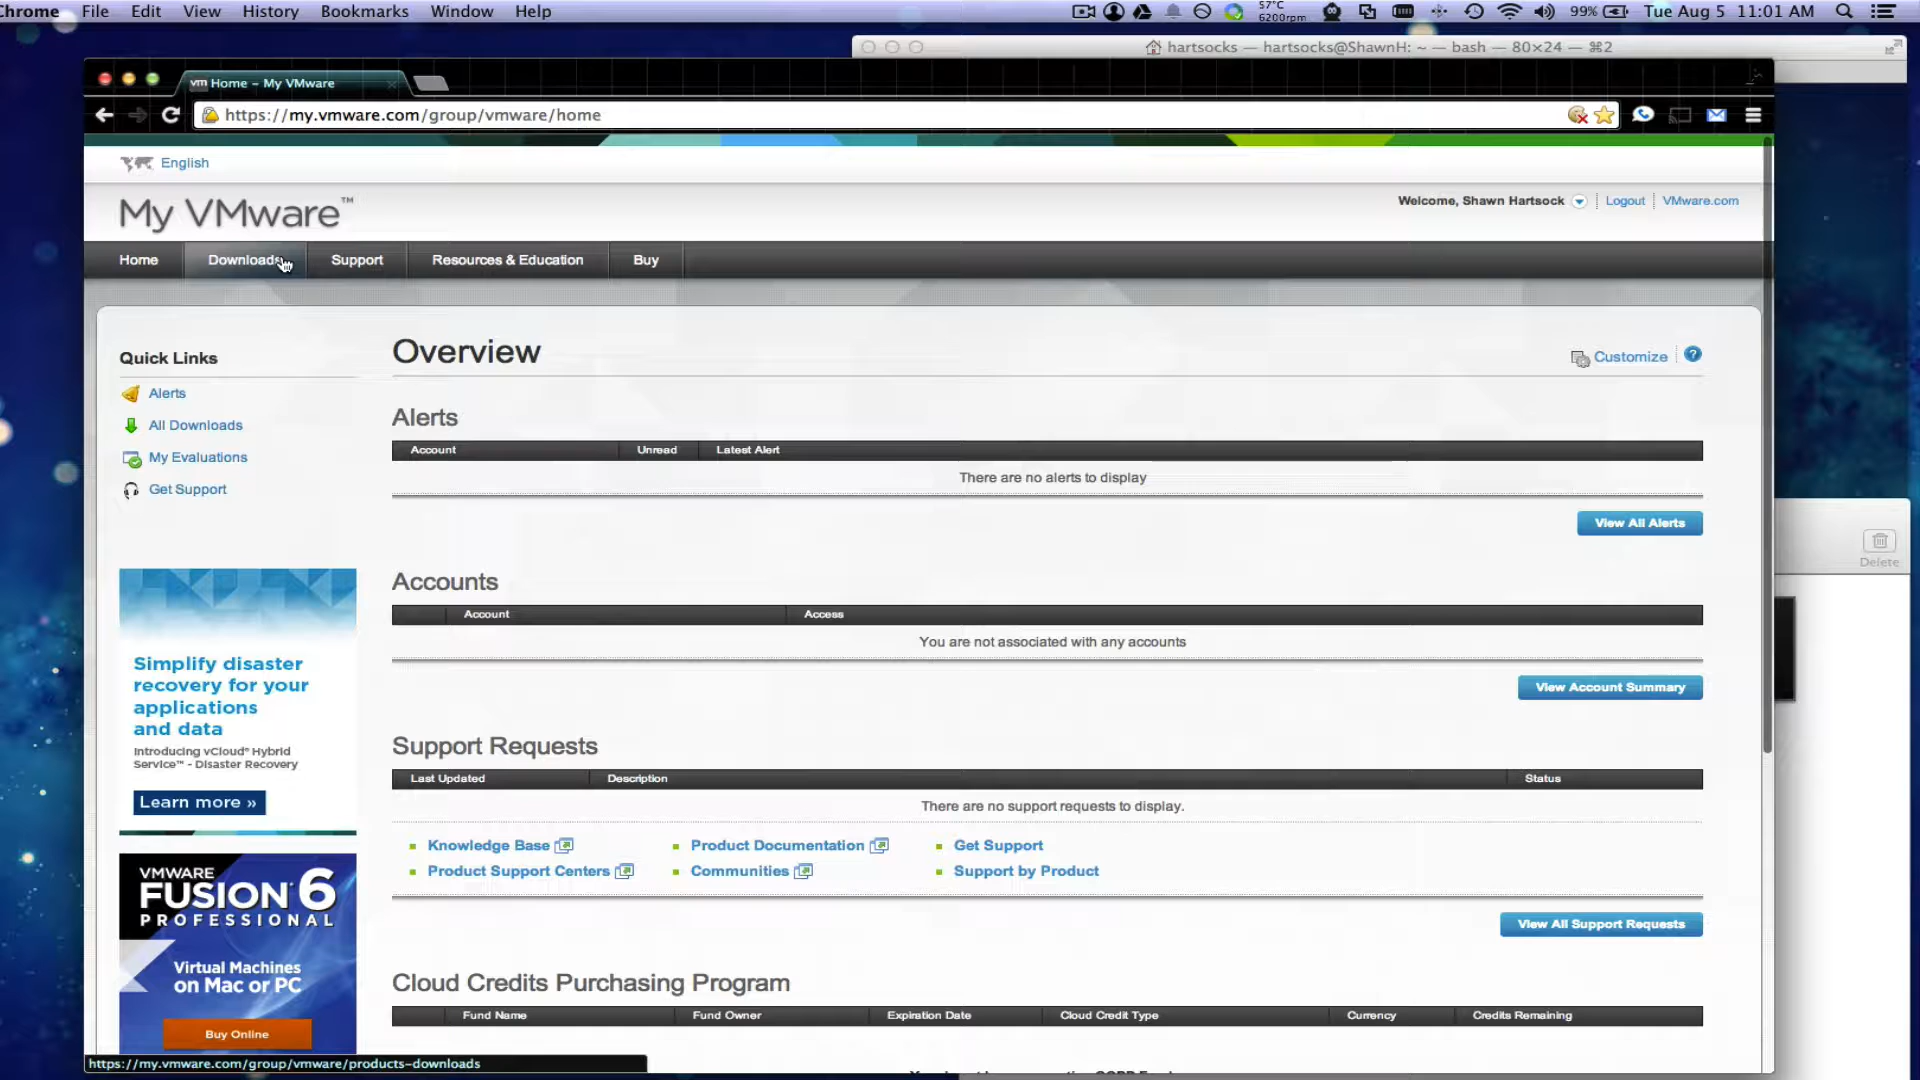 Chrome File Edit View History Bookmarks Window Help
57°C
6200rpm
99%
Tue Aug 5 11:01 AM
hartsocks — hartsocks@ShawnH: ~ — bash — 80×24 — ⌘2
vm Home – My VMware
https://my.vmware.com/group/vmware/home
English
My VMware™
Welcome, Shawn Hartsock
Logout
VMware.com
Home
Downloads
Support
Resources & Education
Buy
Quick Links
Alerts
All Downloads
My Evaluations
Get Support
Overview
Customize
?
Alerts
Account Unread Latest Alert
There are no alerts to display
View All Alerts
Delete
Accounts
Account Access
You are not associated with any accounts
View Account Summary
Simplify disaster
recovery for your
applications
and data
Introducing vCloud® Hybrid
Service™ - Disaster Recovery
Learn more »
Support Requests
Last Updated Description Status
There are no support requests to display.
Knowledge Base
Product Documentation
Get Support
Product Support Centers
Communities
Support by Product
View All Support Requests
VMWARE
FUSION® 6
PROFESSIONAL
Virtual Machines
on Mac or PC
Buy Online
Cloud Credits Purchasing Program
Fund Name Fund Owner Expiration Date Cloud Credit Type Currency Credits Remaining
https://my.vmware.com/group/vmware/products-downloads